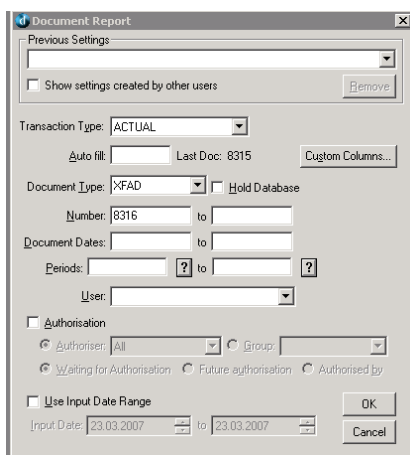 Document Report
Previous Settings
Show settings created by other users Remove
Transaction Type: ACTUAL
Auto fill: Last Doc: 8315 Custom Columns...
Document Type: XFAD Hold Database
Number: 8316 to
Document Dates: to
Periods: ? to ?
User:
Authorisation
Authoriser: All Group:
Waiting for Authorisation Future authorisation Authorised by
Use Input Date Range OK
Input Date: 23.03.2007 to 23.03.2007 Cancel